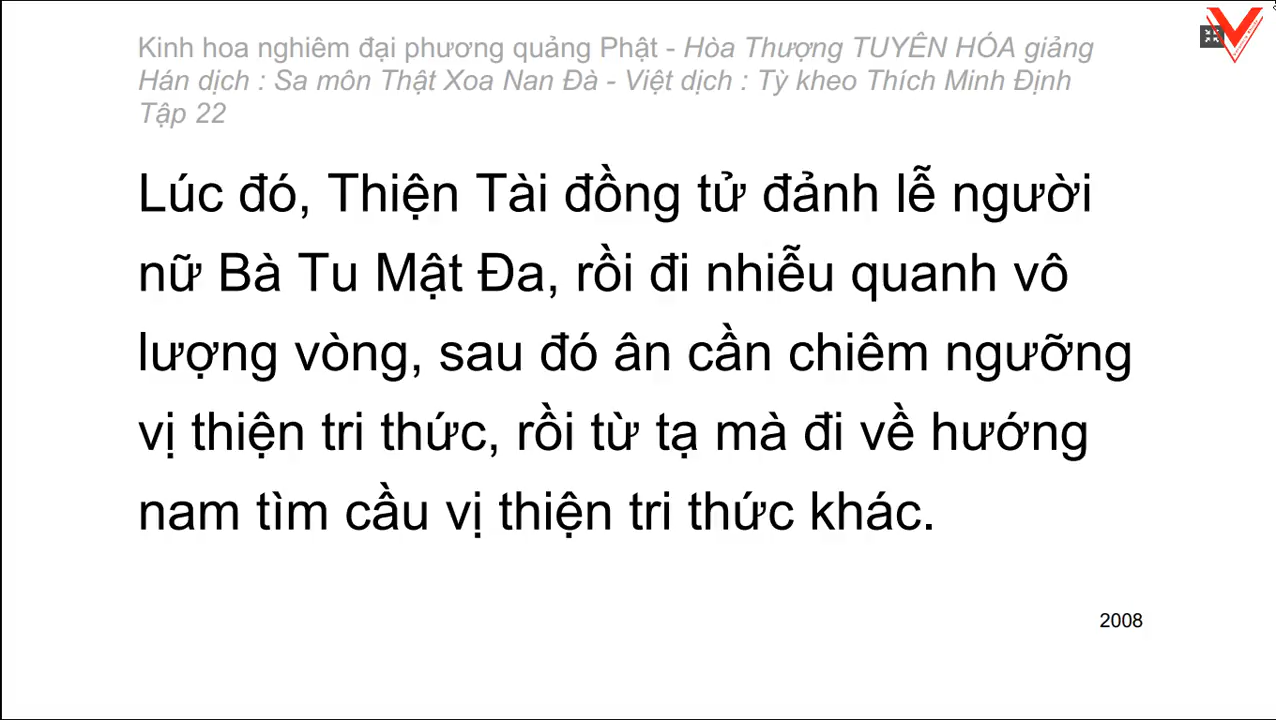 Kinh hoa nghiêm đại phương quảng Phật - Hòa Thượng TUYÊN HÓA giảng
Hán dịch : Sa môn Thật Xoa Nan Đà - Việt dịch : Tỳ kheo Thích Minh Định
Tập 22
Lúc đó, Thiện Tài đồng tử đảnh lễ người
nữ Bà Tu Mật Đa, rồi đi nhiễu quanh vô
lượng vòng, sau đó ân cần chiêm ngưỡng
vị thiện tri thức, rồi từ tạ mà đi về hướng
nam tìm cầu vị thiện tri thức khác.
2008